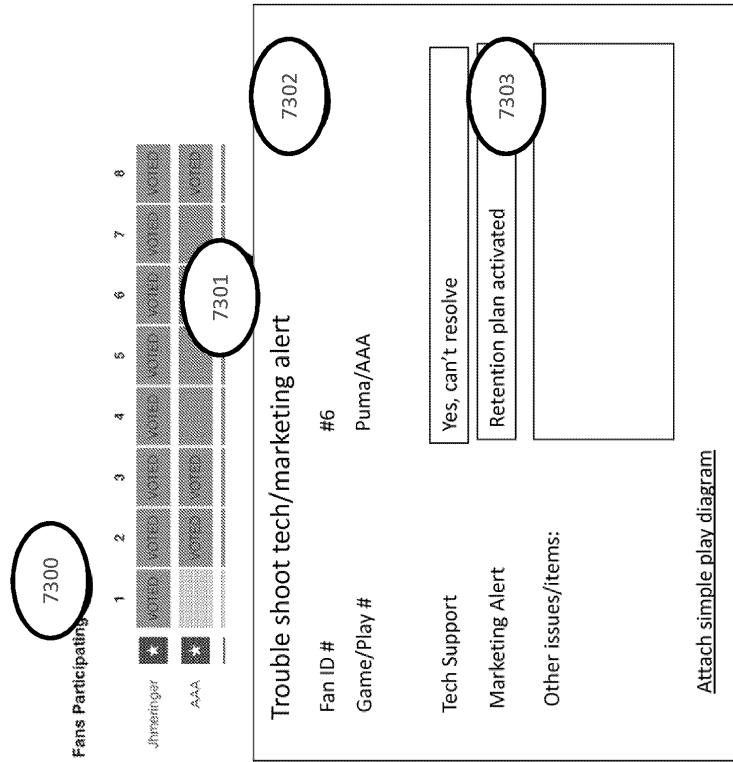 7300
Fans Participating
1 2 3 4 5 6 7 8
Jhmeringer VOTED VOTED VOTED VOTED VOTED VOTED VOTED VOTED
AAA VOTED VOTED VOTED
7301
7302
Trouble shoot tech/marketing alert
Fan ID # #6
Game/Play # Puma/AAA
Tech Support Yes, can't resolve
Marketing Alert Retention plan activated
7303
Other issues/items:
Attach simple play diagram